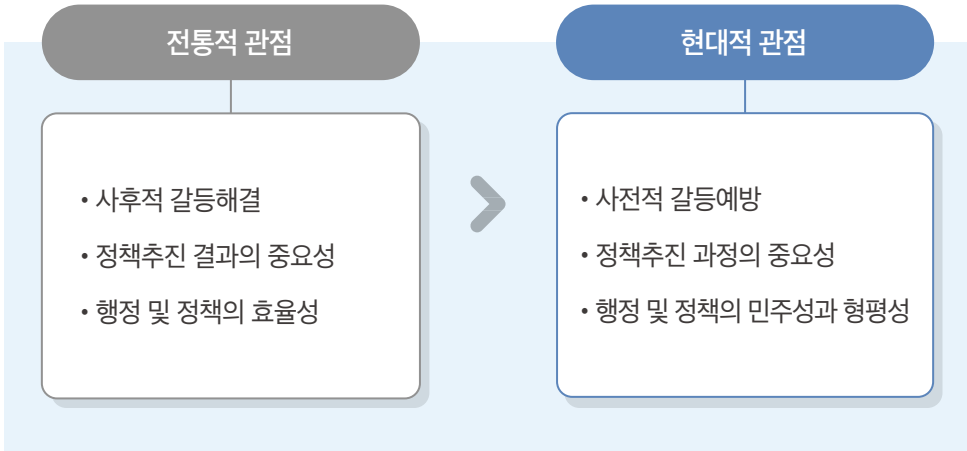 전통적 관점
• 사후적 갈등해결
• 정책추진 결과의 중요성
• 행정 및 정책의 효율성
현대적 관점
• 사전적 갈등예방
• 정책추진 과정의 중요성
• 행정 및 정책의 민주성과 형평성